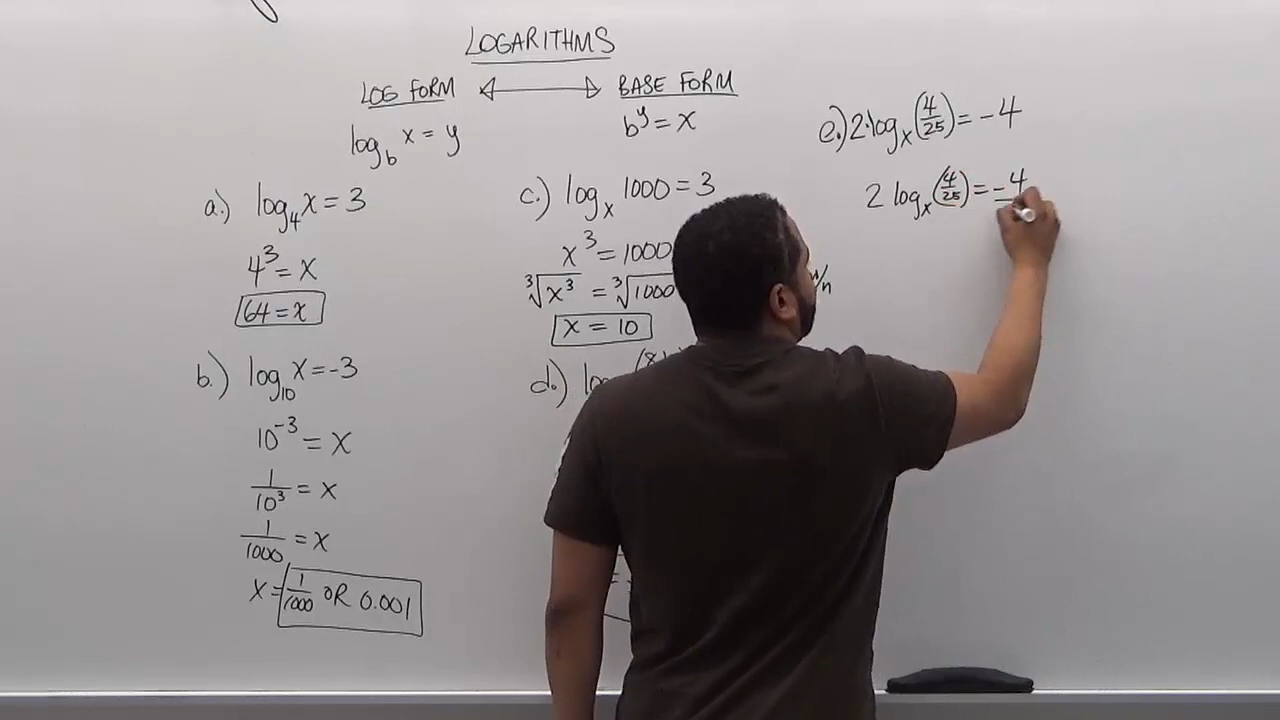 LOGARITHMS
LOG FORM ⟷ BASE FORM
log_b x = y
b^y = x
a.) log_4 x = 3
4^3 = x
64 = x
b.) log_10 x = -3
10^-3 = x
1/10^3 = x
1/1000 = x
x = 1/1000 OR 0.001
c.) log_x 1000 = 3
x^3 = 1000
∛x^3 = ∛1000
x = 10
d.)
e.) 2·log_x (4/25) = -4
2 log_x (4/25) = -4